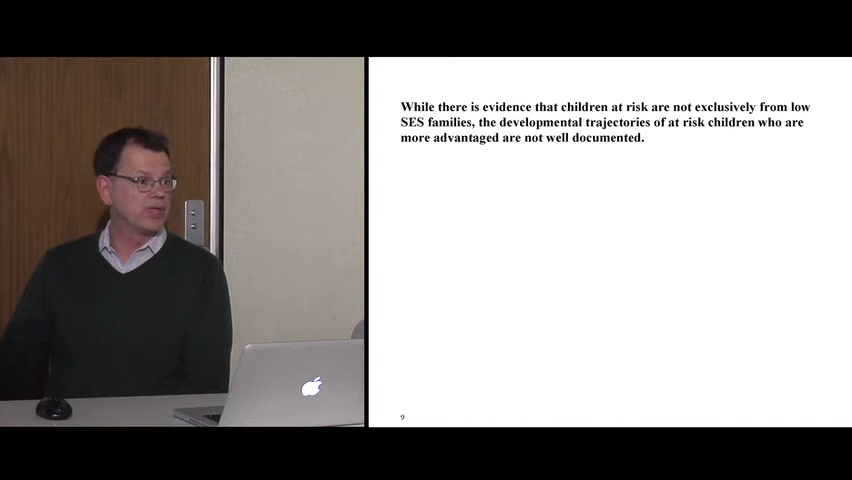 While there is evidence that children at risk are not exclusively from low
SES families, the developmental trajectories of at risk children who are
more advantaged are not well documented.
9